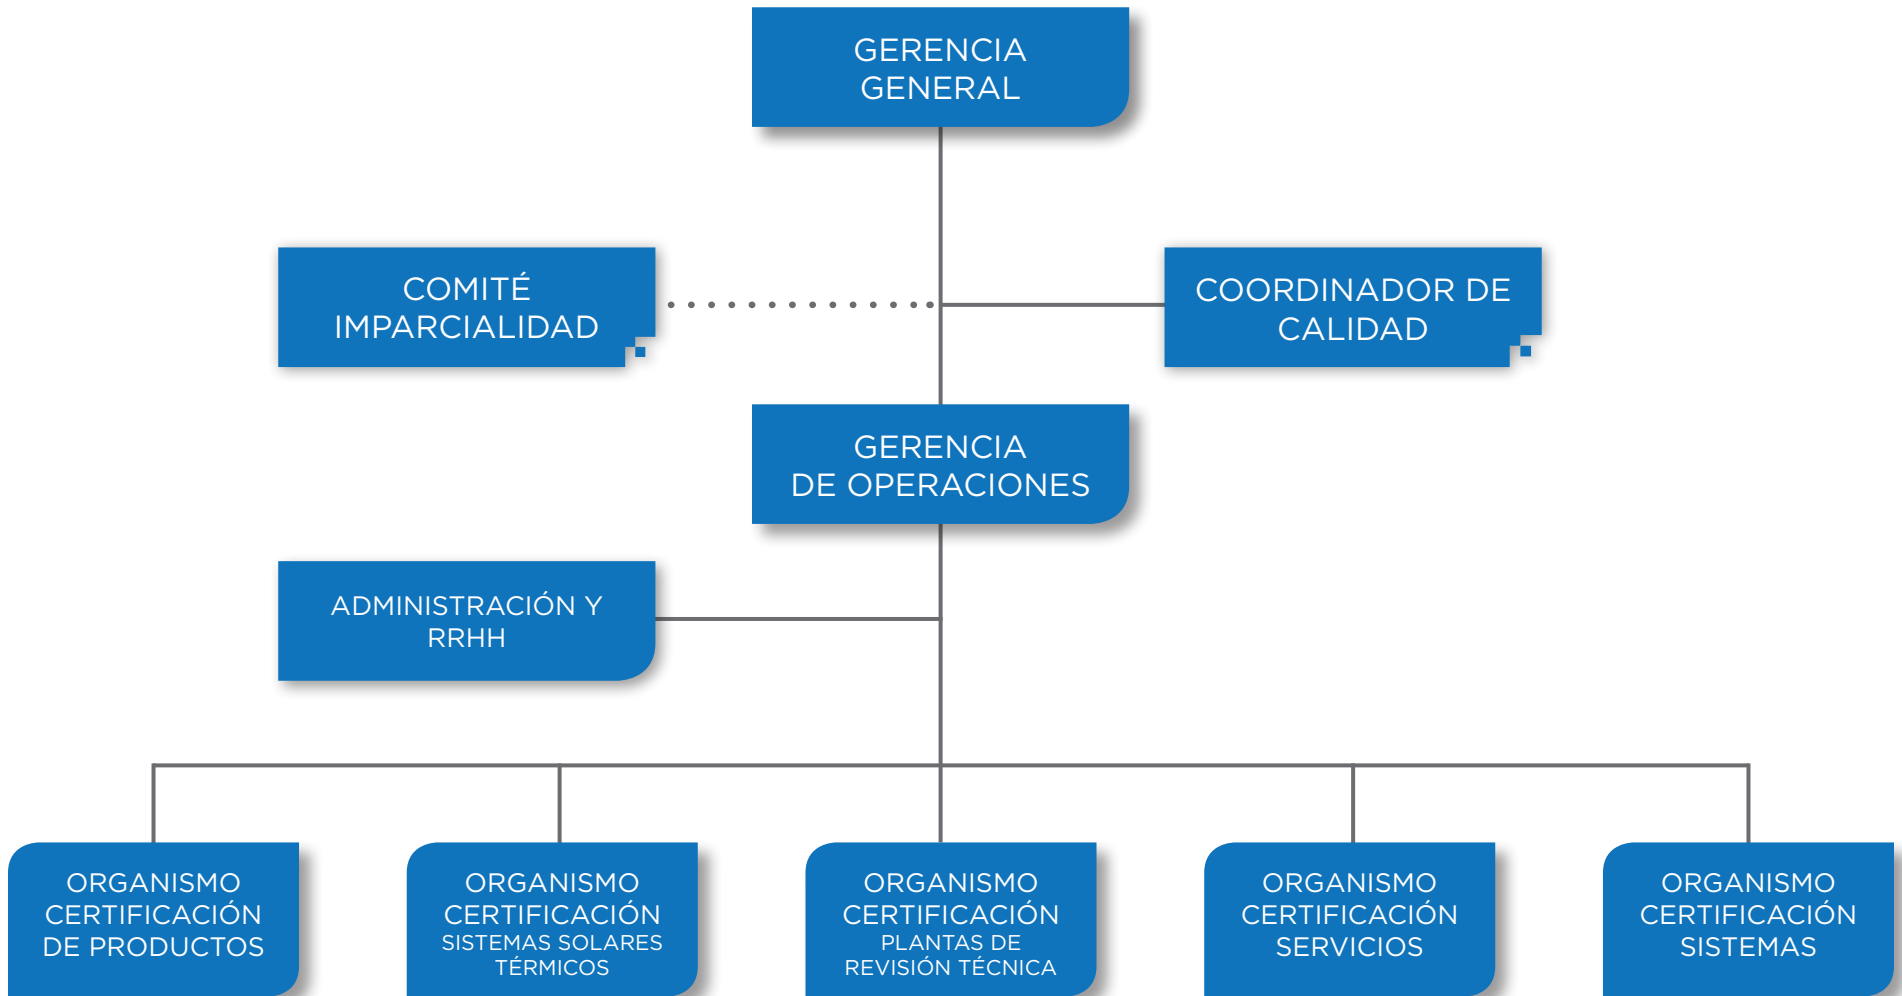 GERENCIA
GENERAL
COMITÉ
IMPARCIALIDAD
COORDINADOR DE
CALIDAD
GERENCIA
DE OPERACIONES
ADMINISTRACIÓN Y
RRHH
ORGANISMO
CERTIFICACIÓN
DE PRODUCTOS
ORGANISMO
CERTIFICACIÓN
SISTEMAS SOLARES
TÉRMICOS
ORGANISMO
CERTIFICACIÓN
PLANTAS DE
REVISIÓN TÉCNICA
ORGANISMO
CERTIFICACIÓN
SERVICIOS
ORGANISMO
CERTIFICACIÓN
SISTEMAS